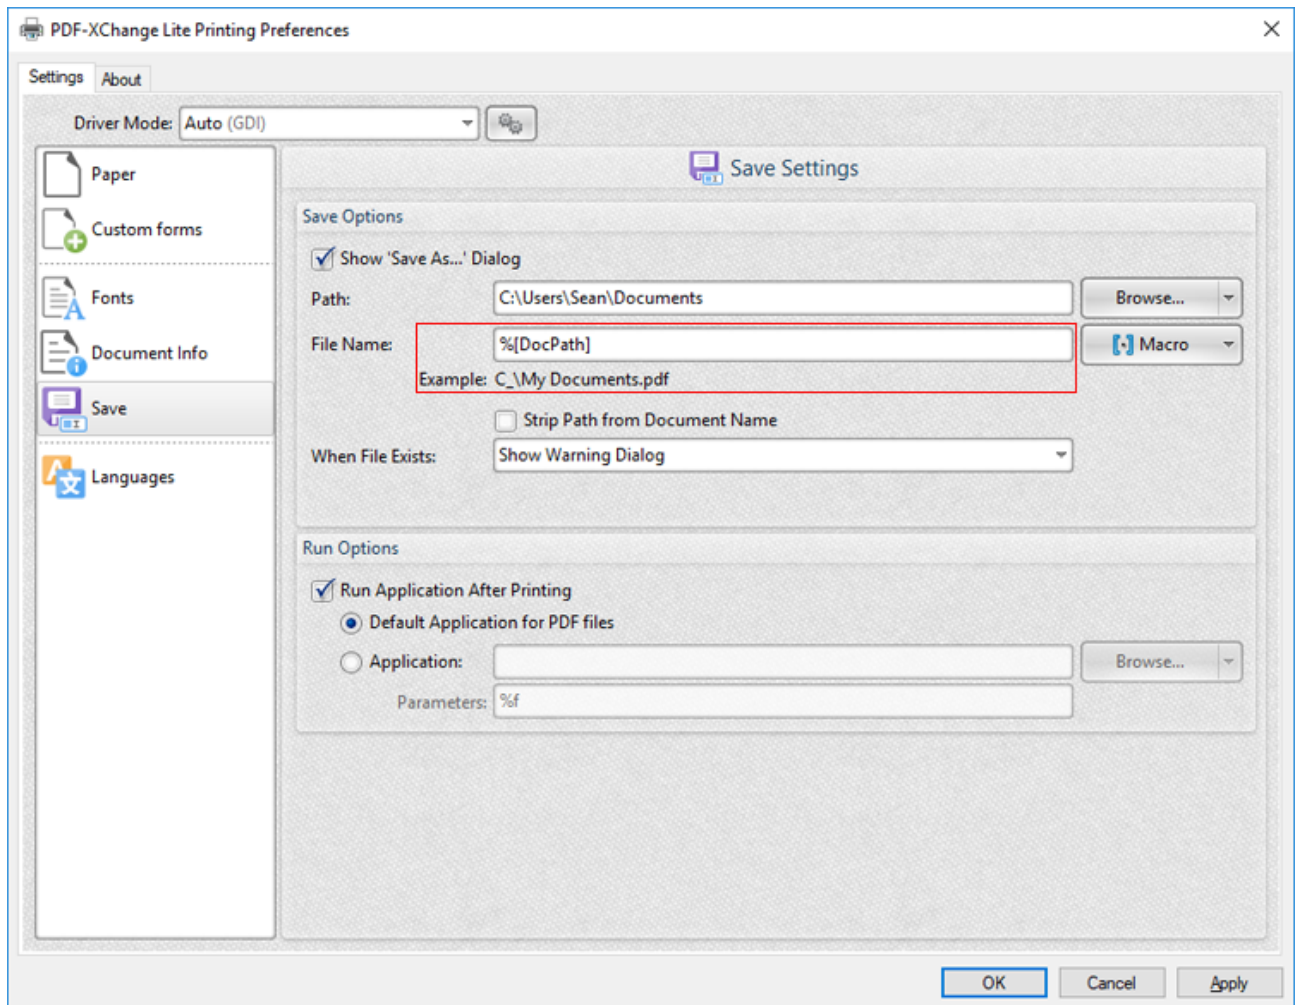 PDF-XChange Lite Printing Preferences
Settings About
Driver Mode: Auto (GDI)
Paper
Custom forms
Fonts
Document Info
Save
Languages
Save Settings
Save Options
Show 'Save As...' Dialog
Path: C:\Users\Sean\Documents Browse...
File Name: %[DocPath] Macro
Example: C_\My Documents.pdf
Strip Path from Document Name
When File Exists: Show Warning Dialog
Run Options
Run Application After Printing
Default Application for PDF files
Application: Browse...
Parameters: %f
OK Cancel Apply